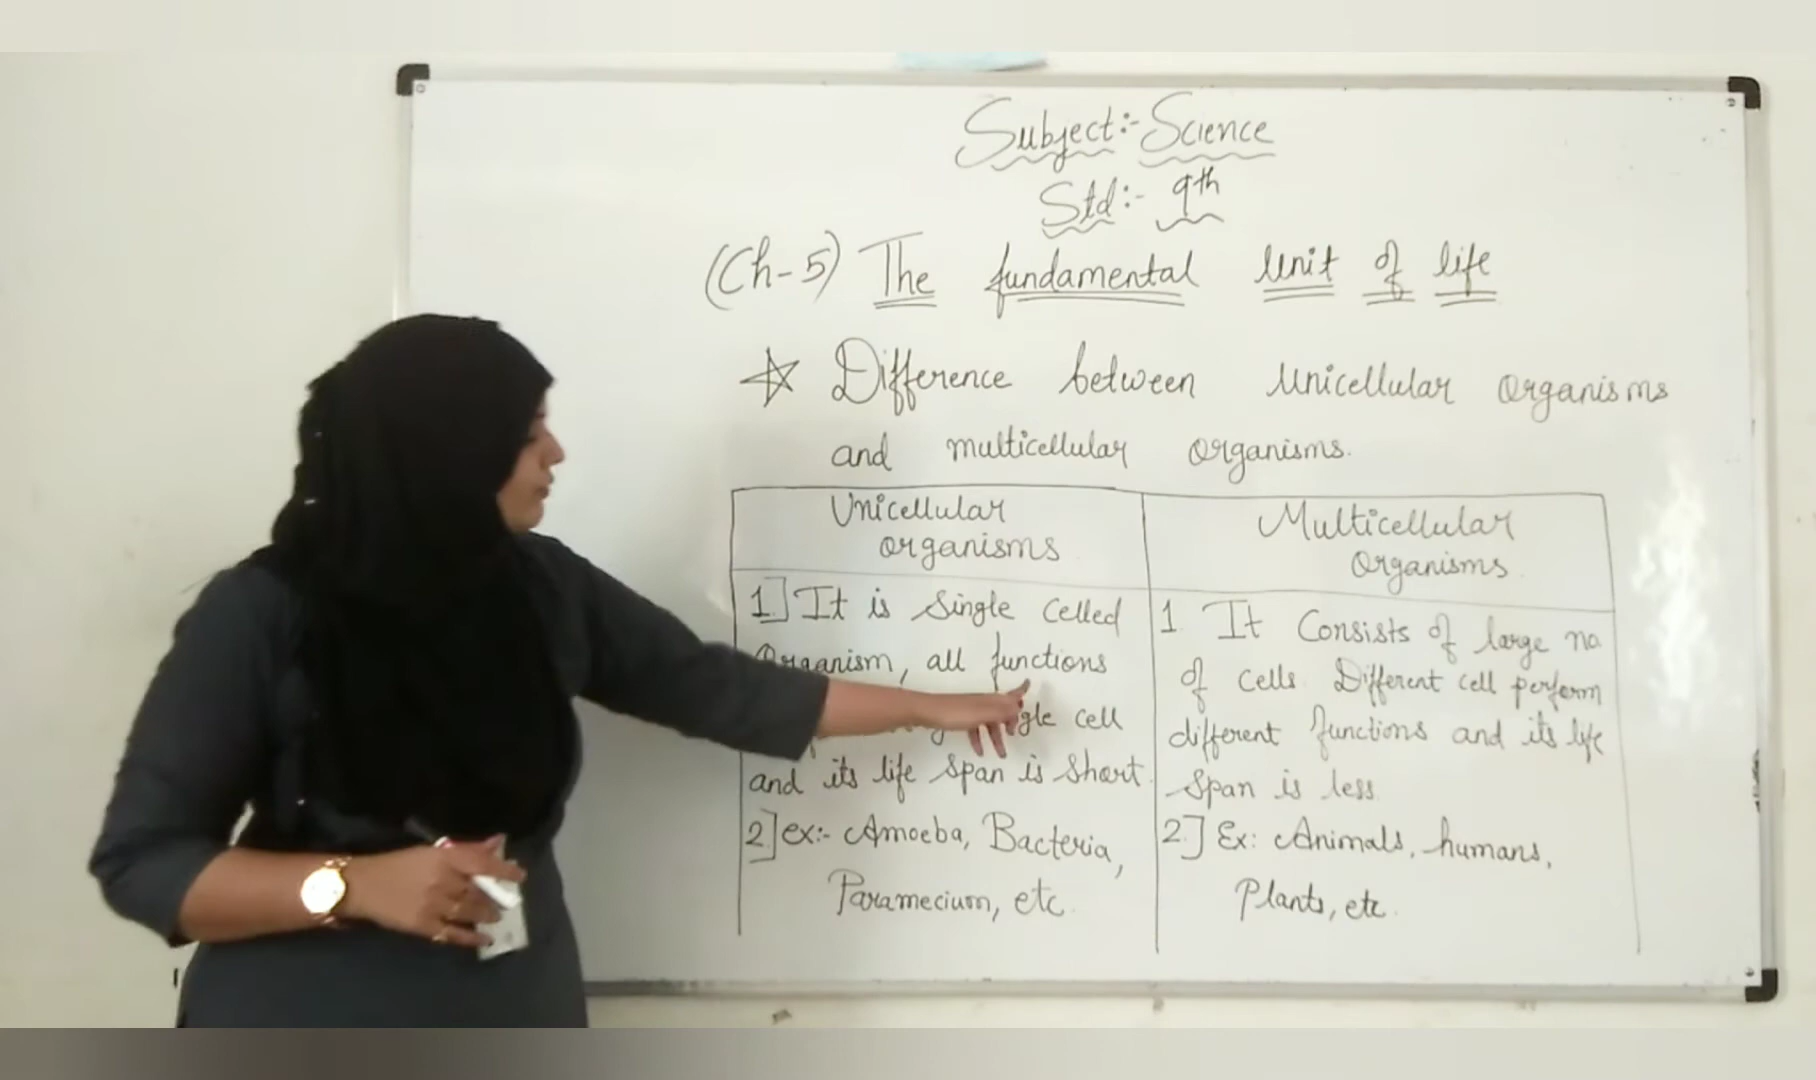 Subject:- Science
Std:- 9th
(Ch-5) The fundamental Unit of life
☆ Difference between Unicellular organisms
and multicellular organisms.
Unicellular
organisms
Multicellular
Organisms
1] It is single celled
organism, all functions
cell
and its life span is short.
2] ex:- Amoeba, Bacteria,
Paramecium, etc.
1 It Consists of large no
of cells. Different cell perform
different functions and its life
span is less
2.] Ex: Animals, humans,
Plants, etc.